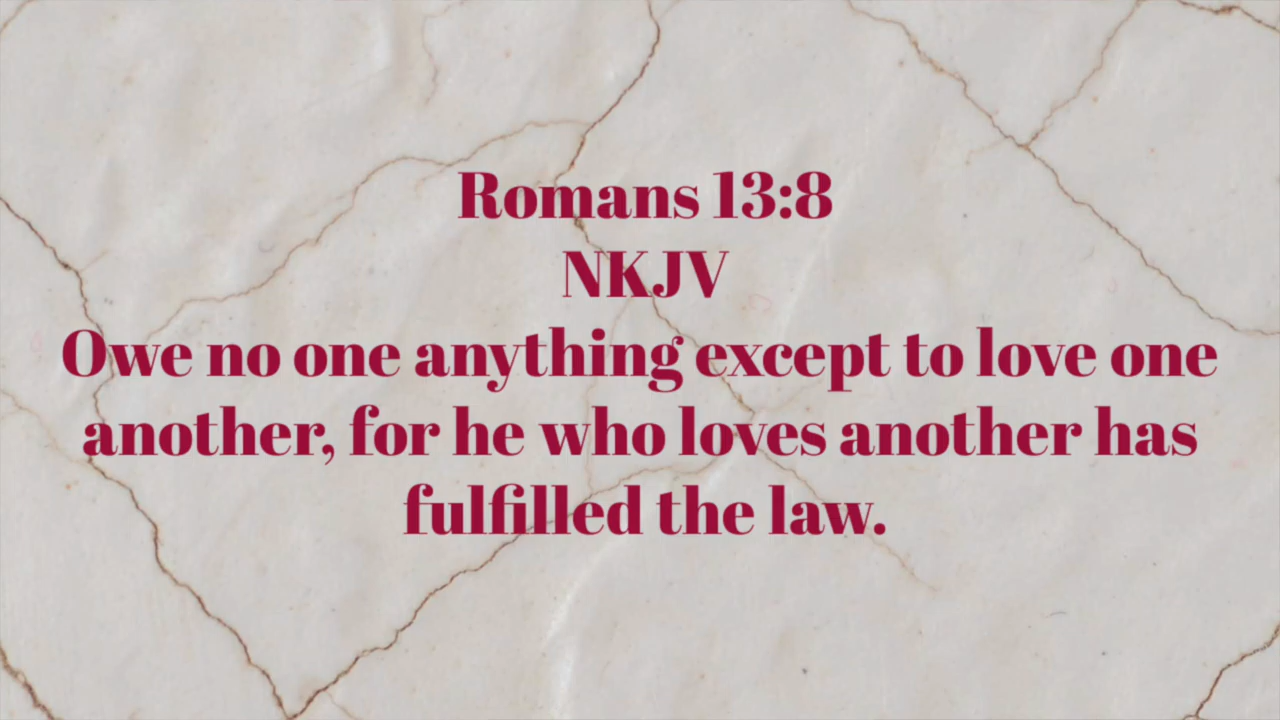 Romans 13:8
NKJV
Owe no one anything except to love one
another, for he who loves another has
fulfilled the law.